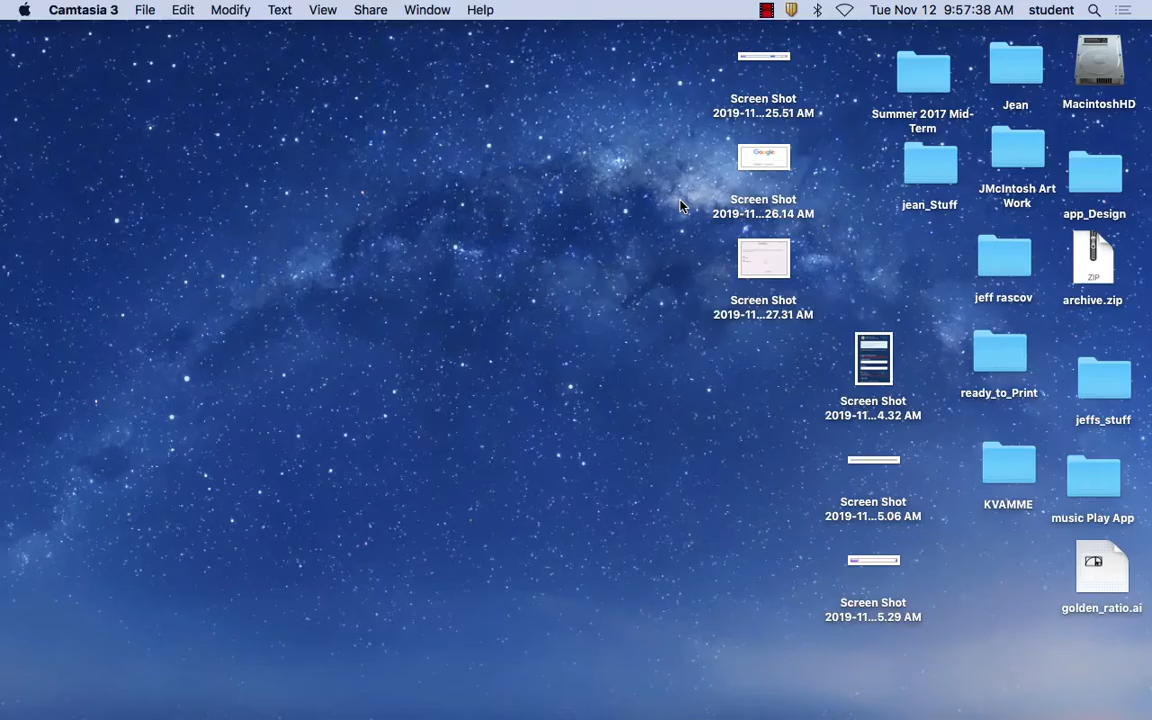 Camtasia 3 File Edit Modify Text View Share Window Help Tue Nov 12 9:57:38 AM student
Screen Shot
2019-11...25.51 AM
Summer 2017 Mid-
Term
Jean
MacintoshHD
Google
Screen Shot
2019-11...26.14 AM
jean_Stuff
JMcIntosh Art
Work
app_Design
Screen Shot
2019-11...27.31 AM
jeff rascov
ZIP
archive.zip
Screen Shot
2019-11...4.32 AM
ready_to_Print
jeffs_stuff
Screen Shot
2019-11...5.06 AM
KVAMME
music Play App
Screen Shot
2019-11...5.29 AM
golden_ratio.ai